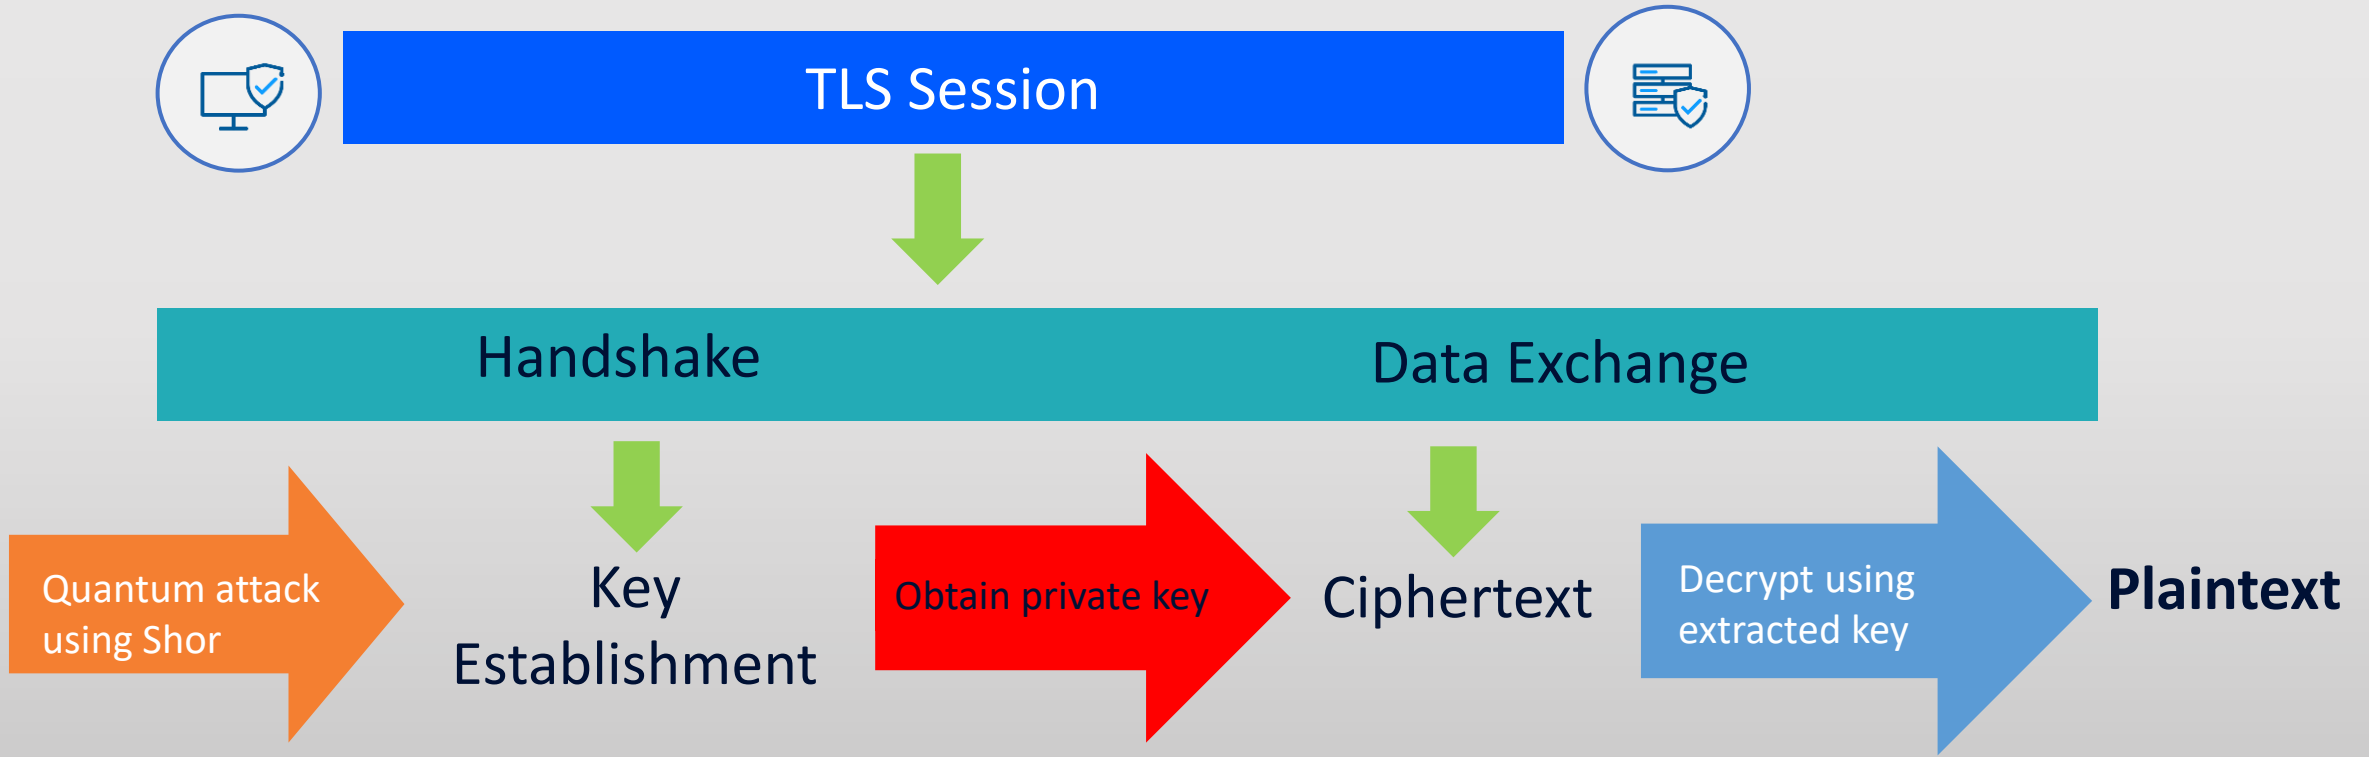 TLS Session
Handshake
Data Exchange
Quantum attack
using Shor
Key
Establishment
Obtain private key
Ciphertext
Decrypt using
extracted key
Plaintext